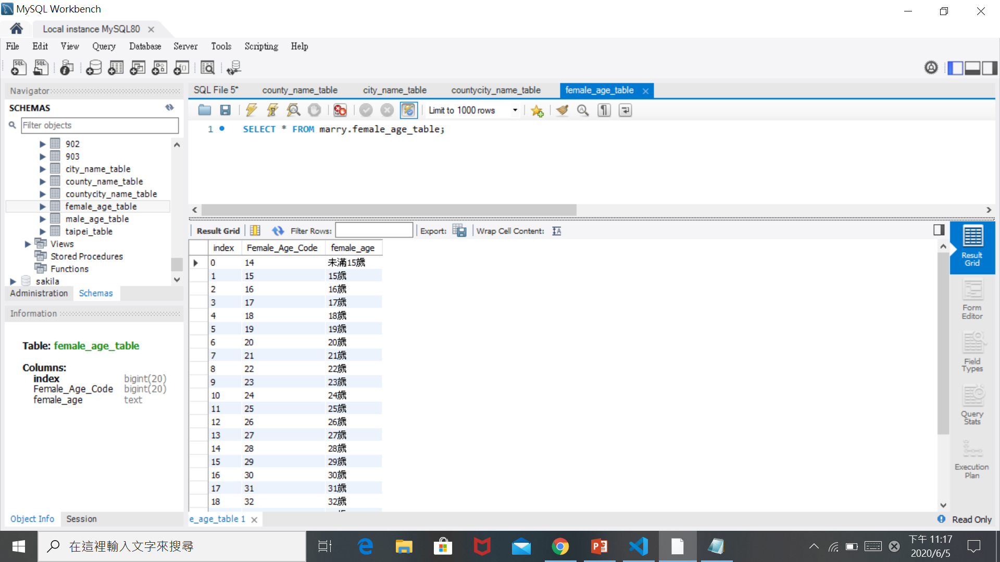 MySQL Workbench
Local instance MySQL80
File Edit View Query Database Server Tools Scripting Help
Navigator
SCHEMAS
Filter objects
902
903
city_name_table
county_name_table
countycity_name_table
female_age_table
male_age_table
taipei_table
Views
Stored Procedures
Functions
sakila
Administration Schemas
Information
Table: female_age_table
Columns:
index bigint(20)
Female_Age_Code bigint(20)
female_age text
Object Info Session
SQL File 5* county_name_table city_name_table countycity_name_table female_age_table
Limit to 1000 rows
1 SELECT * FROM marry.female_age_table;
Result Grid Filter Rows: Export: Wrap Cell Content:
index Female_Age_Code female_age
0 14 未滿15歲
1 15 15歲
2 16 16歲
3 17 17歲
4 18 18歲
5 19 19歲
6 20 20歲
7 21 21歲
8 22 22歲
9 23 23歲
10 24 24歲
11 25 25歲
12 26 26歲
13 27 27歲
14 28 28歲
15 29 29歲
16 30 30歲
17 31 31歲
18 32 32歲
Result
Grid
Form
Editor
Field
Types
Query
Stats
Execution
Plan
e_age_table 1
Read Only
在這裡輸入文字來搜尋
下午 11:17
2020/6/5